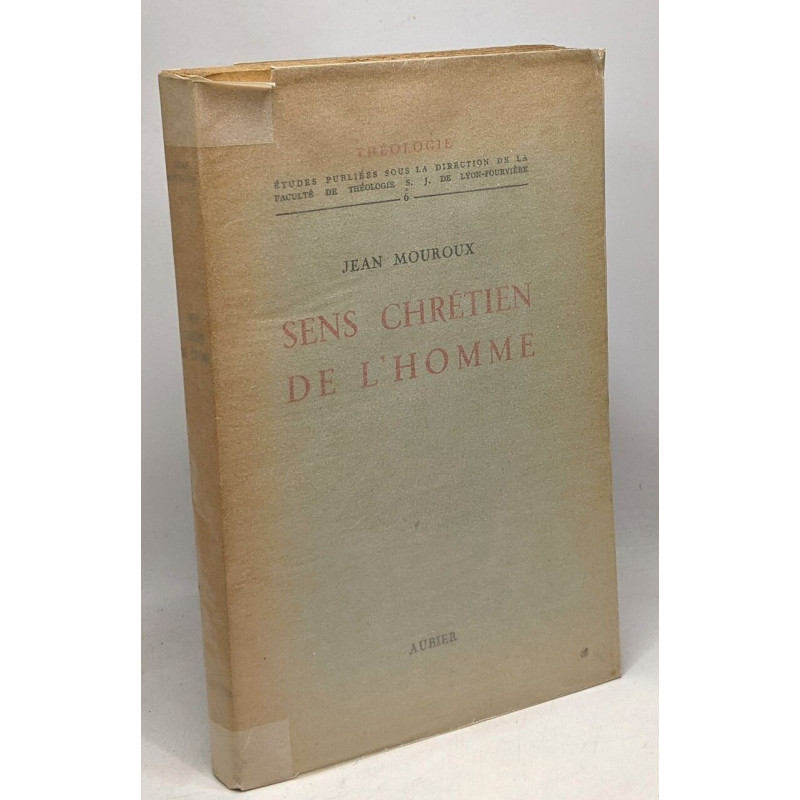 THÉOLOGIE
ÉTUDES PUBLIÉES SOUS LA DIRECTION DE LA
FACULTÉ DE THÉOLOGIE S. J. DE LYON-FOURVIÈRE
6
JEAN MOUROUX
SENS CHRÉTIEN
DE L'HOMME
AUBIER